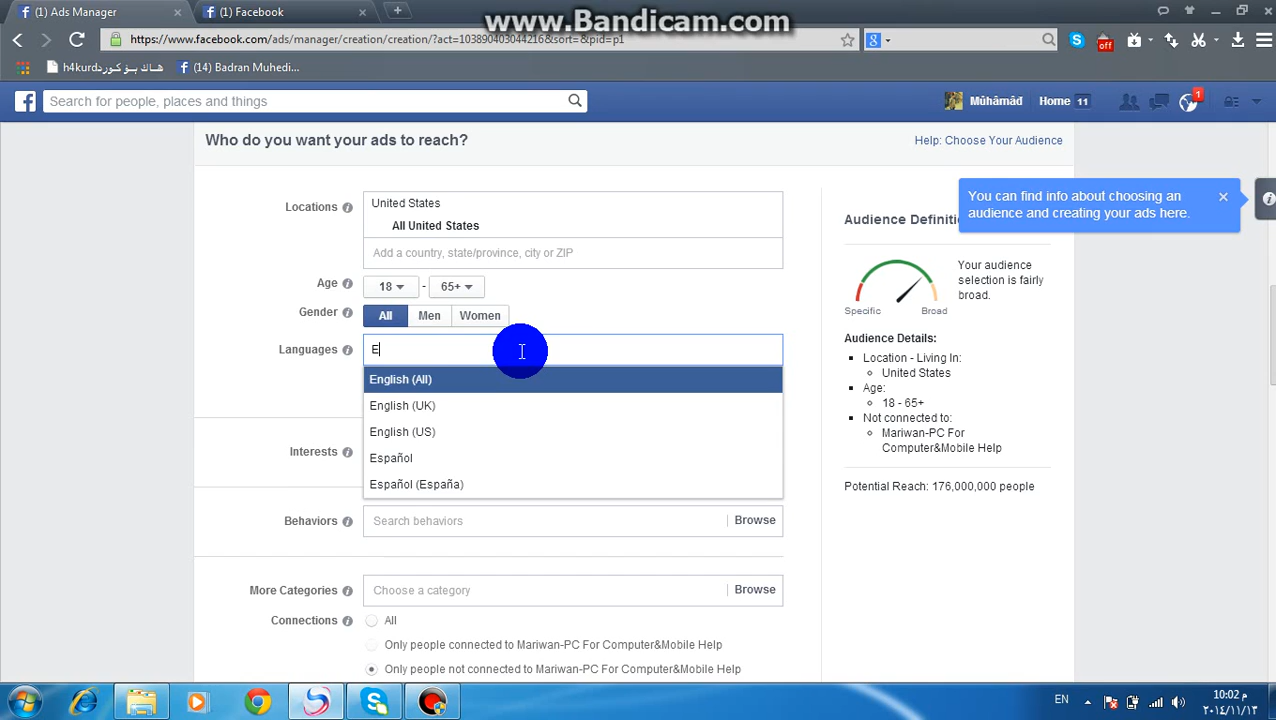 (1) Ads Manager
(1) Facebook
www.Bandicam.com
https://www.facebook.com/ads/manager/creation/creation/?act=103890403044216&sort=&pid=p1
off
هـاك بـو كـوردh4kurd
(14) Badran Muhedi...
Search for people, places and things
Mûhâmâd
Home 11
1
Who do you want your ads to reach?
Help: Choose Your Audience
You can find info about choosing an
audience and creating your ads here.
Locations
United States
All United States
Add a country, state/province, city or ZIP
Age
18 - 65+
Gender
All Men Women
Languages
E
English (All)
English (UK)
English (US)
Español
Español (España)
Interests
Behaviors
Search behaviors
Browse
More Categories
Choose a category
Browse
Connections
All
Only people connected to Mariwan-PC For Computer&Mobile Help
Only people not connected to Mariwan-PC For Computer&Mobile Help
Audience Definiti
Specific
Broad
Your audience
selection is fairly
broad.
Audience Details:
Location - Living In:
United States
Age:
18 - 65+
Not connected to:
Mariwan-PC For
Computer&Mobile Help
Potential Reach: 176,000,000 people
EN
10:02 م
٢٠١٤/١١/١٣